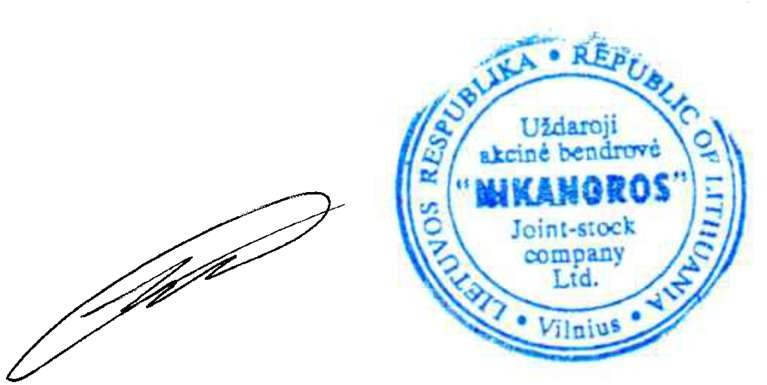 LIETUVOS RESPUBLIKA • REPUBLIC OF LITHUANIA • Vilnius •
Uždaroji
akcinė bendrovė
"NIKANOROS"
Joint-stock
company
Ltd.